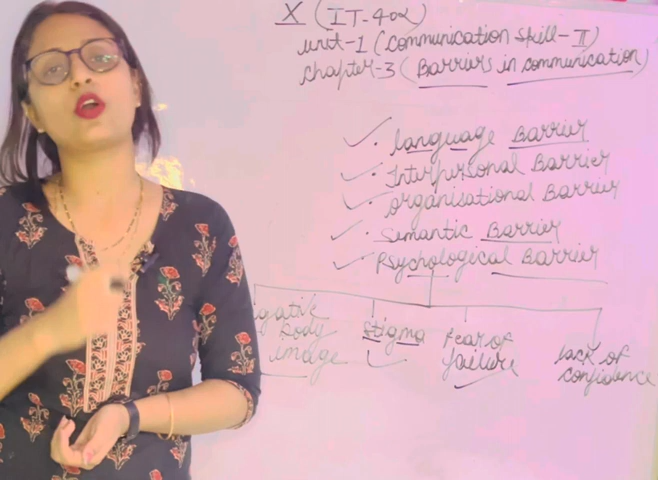 X (IT-402)
unit-1 (communication skill-II)
chapter-3 (Barriers in communication)
✓ • language Barrier
✓ • Interpersonal Barrier
✓ • organisational Barrier
✓ • semantic Barrier
✓ • Psychological Barrier
gative body image
stigma
Fear of failure
lack of confidence